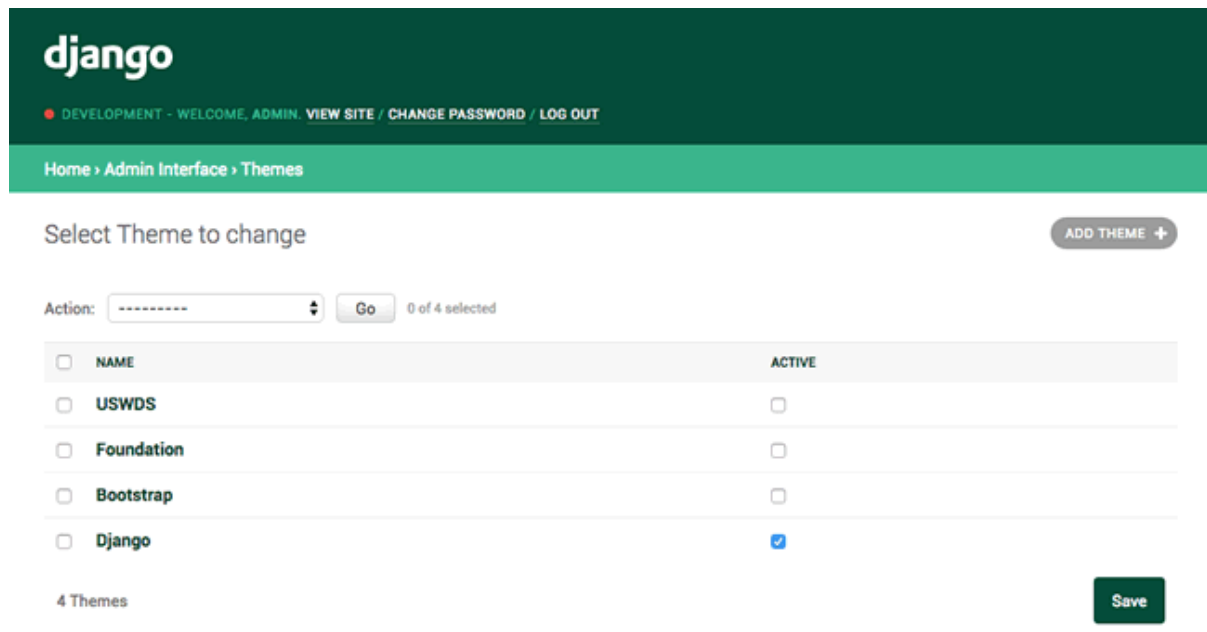 django
DEVELOPMENT - WELCOME, ADMIN. VIEW SITE / CHANGE PASSWORD / LOG OUT
Home › Admin Interface › Themes
Select Theme to change
ADD THEME +
Action: --------- Go 0 of 4 selected
NAME ACTIVE
USWDS
Foundation
Bootstrap
Django
4 Themes
Save